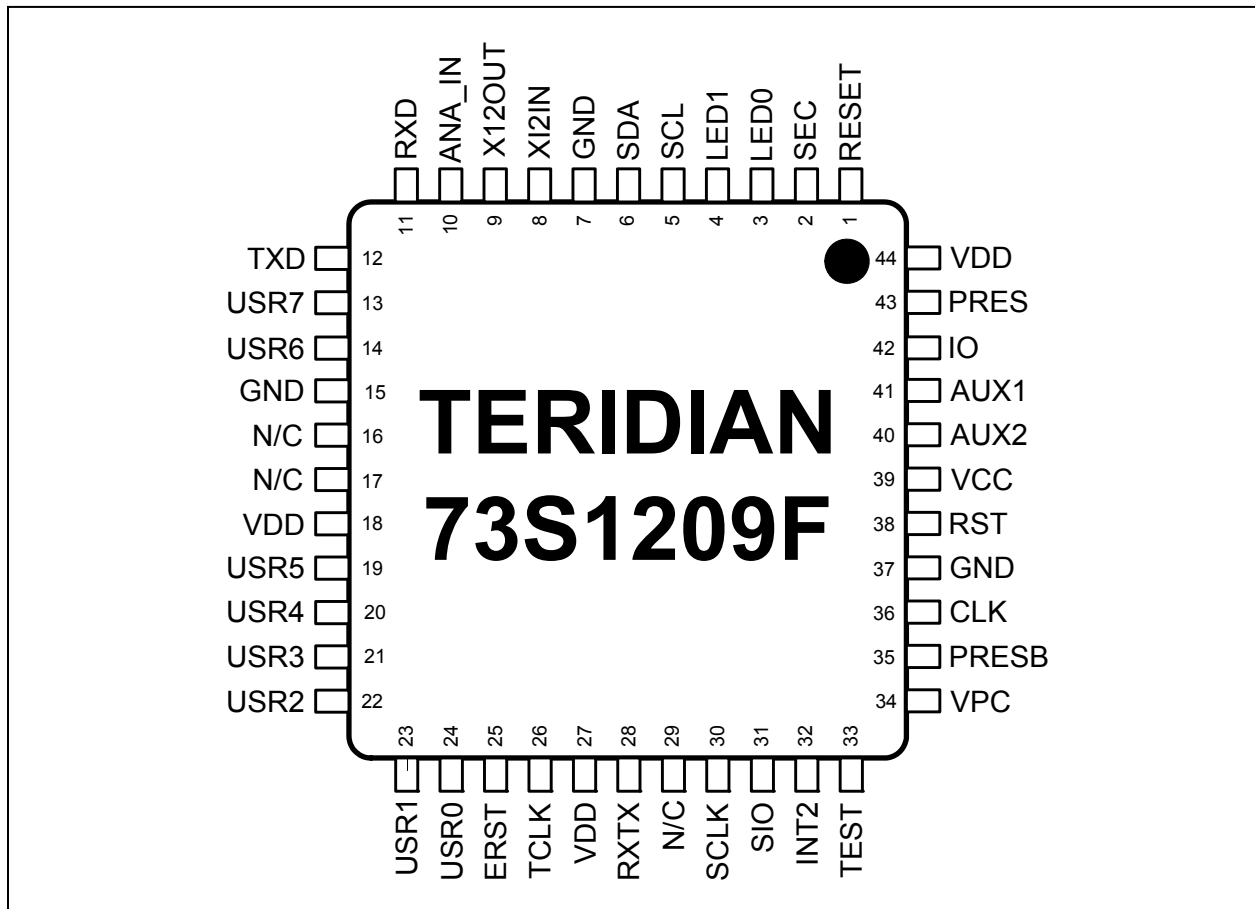 RXD
ANA_IN
X12OUT
XI2IN
GND
SDA
SCL
LED1
LED0
SEC
RESET
11
10
9
8
7
6
5
4
3
2
1
TXD 12
USR7 13
USR6 14
GND 15
N/C 16
N/C 17
VDD 18
USR5 19
USR4 20
USR3 21
USR2 22
TERIDIAN
73S1209F
44 VDD
43 PRES
42 IO
41 AUX1
40 AUX2
39 VCC
38 RST
37 GND
36 CLK
35 PRESB
34 VPC
23
24
25
26
27
28
29
30
31
32
33
USR1
USR0
ERST
TCLK
VDD
RXTX
N/C
SCLK
SIO
INT2
TEST